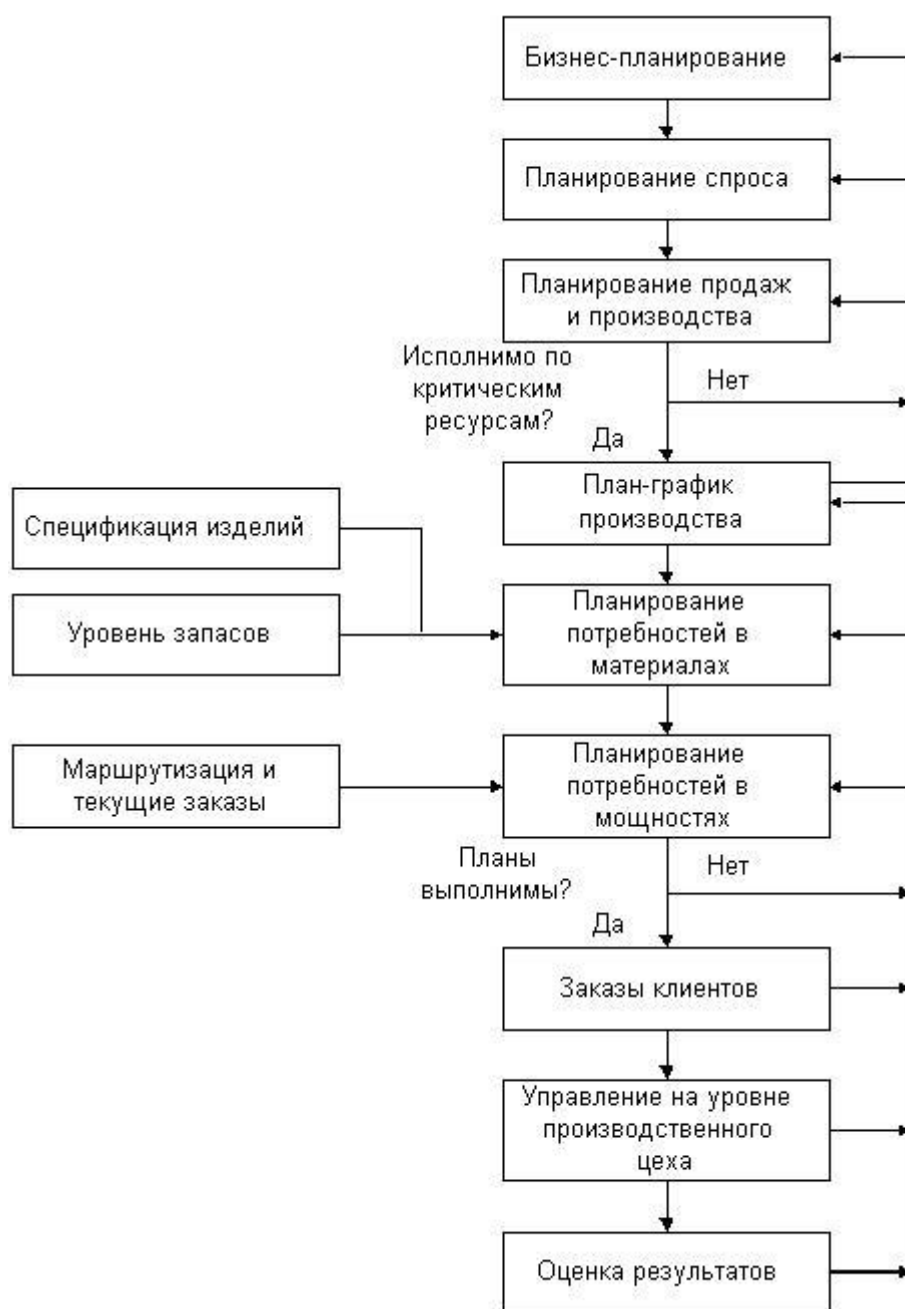 Бизнес-планирование
Планирование спроса
Планирование продаж
и производства
Исполнимо по
критическим
ресурсам?
Нет
Да
План-график
производства
Спецификация изделий
Планирование
потребностей в
материалах
Уровень запасов
Планирование
потребностей в
мощностях
Маршрутизация и
текущие заказы
Планы
выполнимы?
Нет
Да
Заказы клиентов
Управление на уровне
производственного
цеха
Оценка результатов